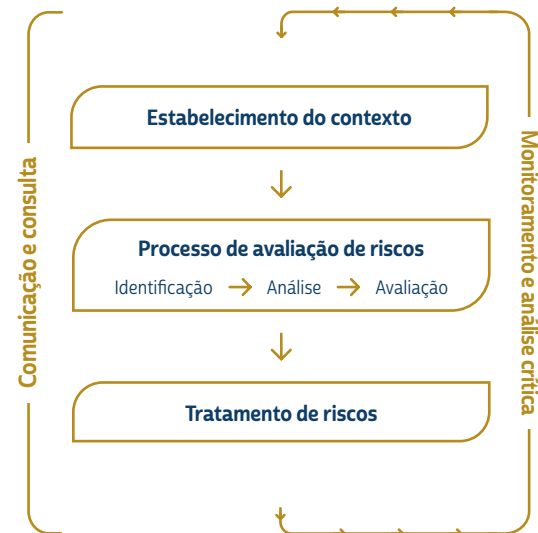 Comunicação e consulta
Estabelecimento do contexto
Processo de avaliação de riscos
Identificação → Análise → Avaliação
Tratamento de riscos
Monitoramento e análise crítica